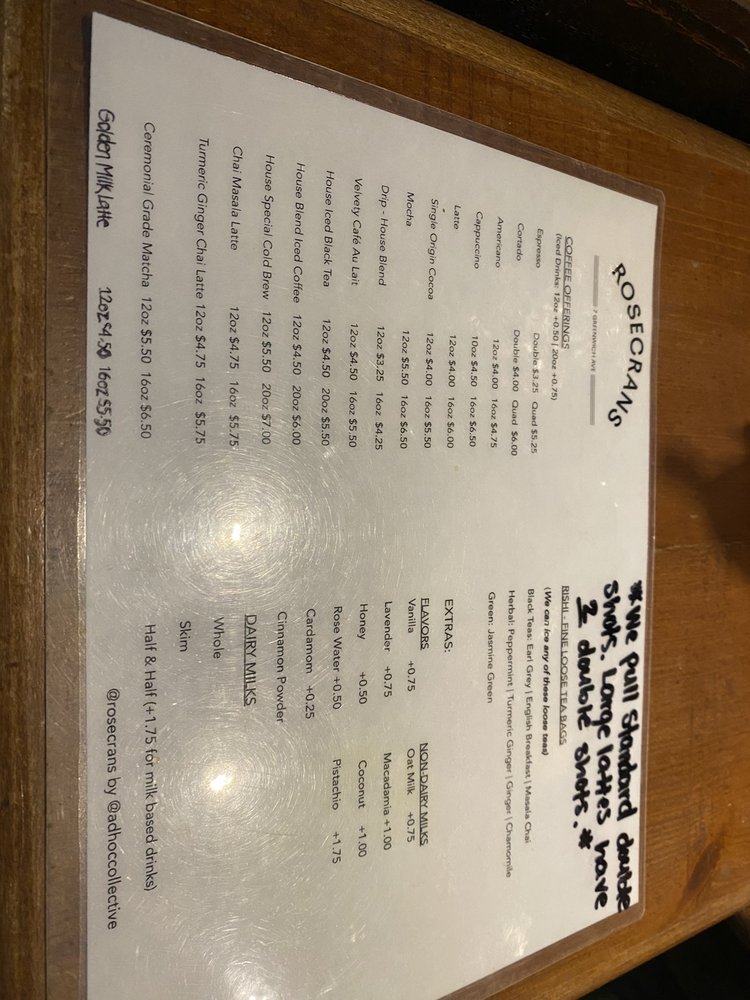 ROSECRANS
7 GREENWICH AVE
COFFEE OFFERINGS
(Iced Drinks: 12oz +0.50 | 20oz +0.75)
Espresso Double $3.25 Quad $5.25
Cortado Double $4.00 Quad $6.00
Americano 12oz $4.00 16oz $4.75
Cappuccino 10oz $4.50 16oz $6.50
Latte 12oz $4.00 16oz $6.00
Single Origin Cocoa 12oz $4.00 16oz $5.50
Mocha 12oz $5.50 16oz $6.50
Drip - House Blend 12oz $3.25 16oz $4.25
Velvety Café Au Lait 12oz $4.50 16oz $5.50
House Iced Black Tea 12oz $4.50 20oz $5.50
House Blend Iced Coffee 12oz $4.50 20oz $6.00
House Special Cold Brew 12oz $5.50 20oz $7.00
Chai Masala Latte 12oz $4.75 16oz $5.75
Turmeric Ginger Chai Latte 12oz $4.75 16oz $5.75
Ceremonial Grade Matcha 12oz $5.50 16oz $6.50
Golden Milk Latte 12oz $4.50 16oz $5.50
*We pull standard double
shots. Large lattes have
2 double shots.*
RISHI - FINE LOOSE TEA BAGS
(We can ice any of these loose teas)
Black Teas: Earl Grey | English Breakfast | Masala Chai
Herbal: Peppermint | Turmeric Ginger | Ginger | Chamomile
Green: Jasmine Green
EXTRAS:
FLAVORS
Vanilla +0.75
Lavender +0.75
Honey +0.50
Rose Water +0.50
Cardamom +0.25
Cinnamon Powder
NON-DAIRY MILKS
Oat Milk +0.75
Macadamia +1.00
Coconut +1.00
Pistachio +1.75
DAIRY MILKS
Whole
Skim
Half & Half (+1.75 for milk based drinks)
@rosecrans by @adhoccollective